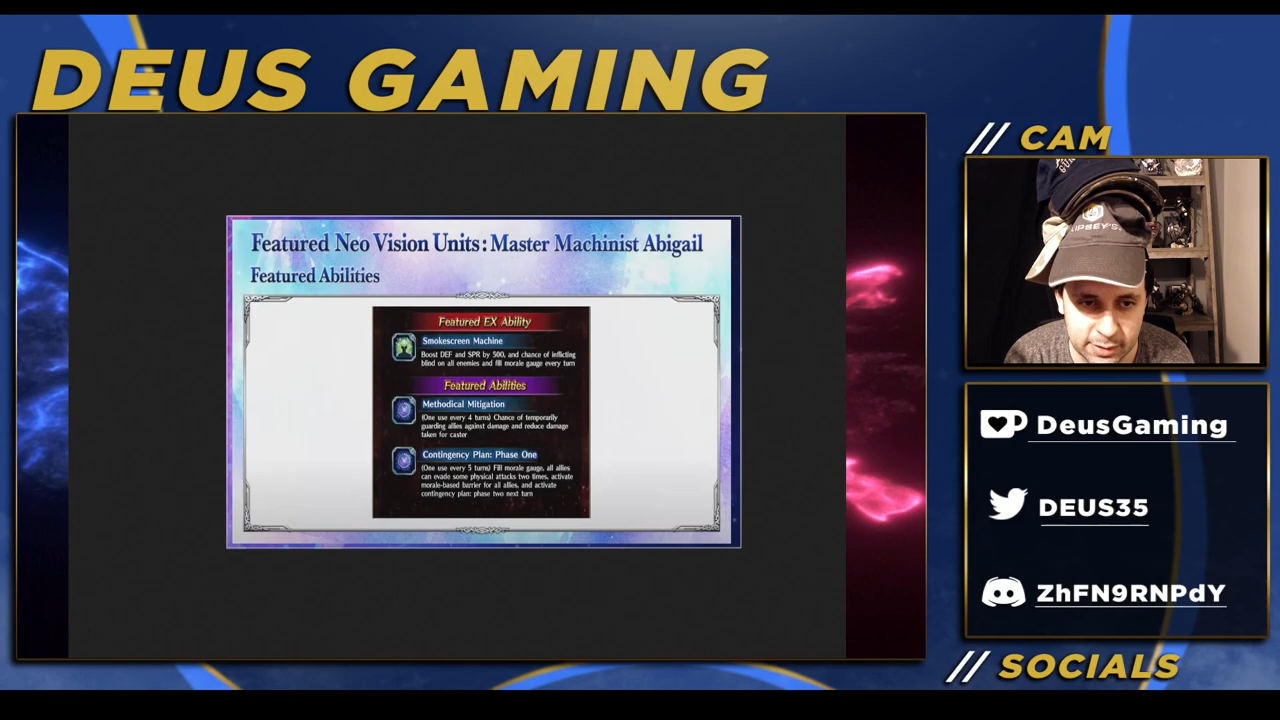 DEUS GAMING
// CAM
Featured Neo Vision Units: Master Machinist Abigail
Featured Abilities
Featured EX Ability
Smokescreen Machine
Boost DEF and SPR by 500, and chance of inflicting
blind on all enemies and fill morale gauge every turn
Featured Abilities
Methodical Mitigation
(One use every 4 turns) Chance of temporarily
guarding allies against damage and reduce damage
taken for caster
Contingency Plan: Phase One
(One use every 5 turns) Fill morale gauge, all allies
can evade some physical attacks two times, activate
morale-based barrier for all allies, and activate
contingency plan: phase two next turn
LIPSEY'S
DeusGaming
DEUS35
ZhFN9RNPdY
// SOCIALS